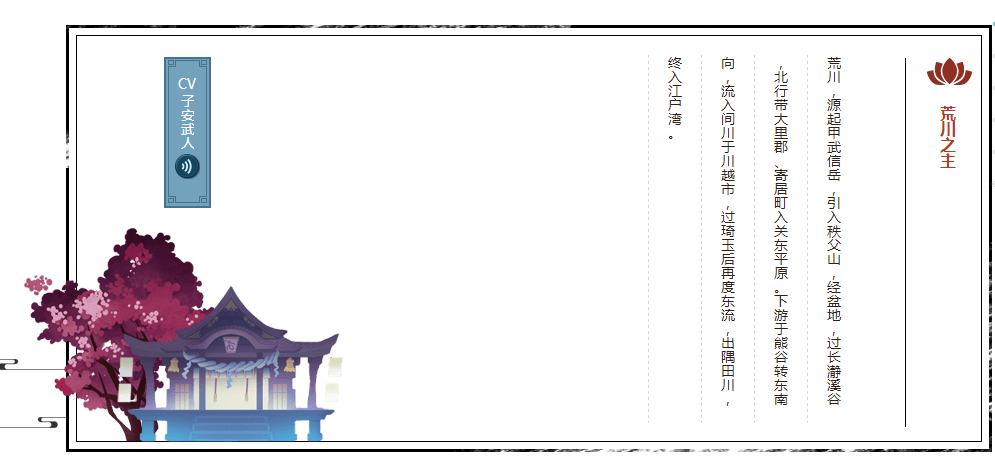 荒川之主
荒川，源起甲武信岳，引入秩父山，经盆地，过长瀞溪谷
，北行带大里郡、寄居町入关东平原。下游于熊谷转东南
向，流入间川于川越市，过琦玉后再度东流，出隅田川，
终入江户湾。
CV子安武人